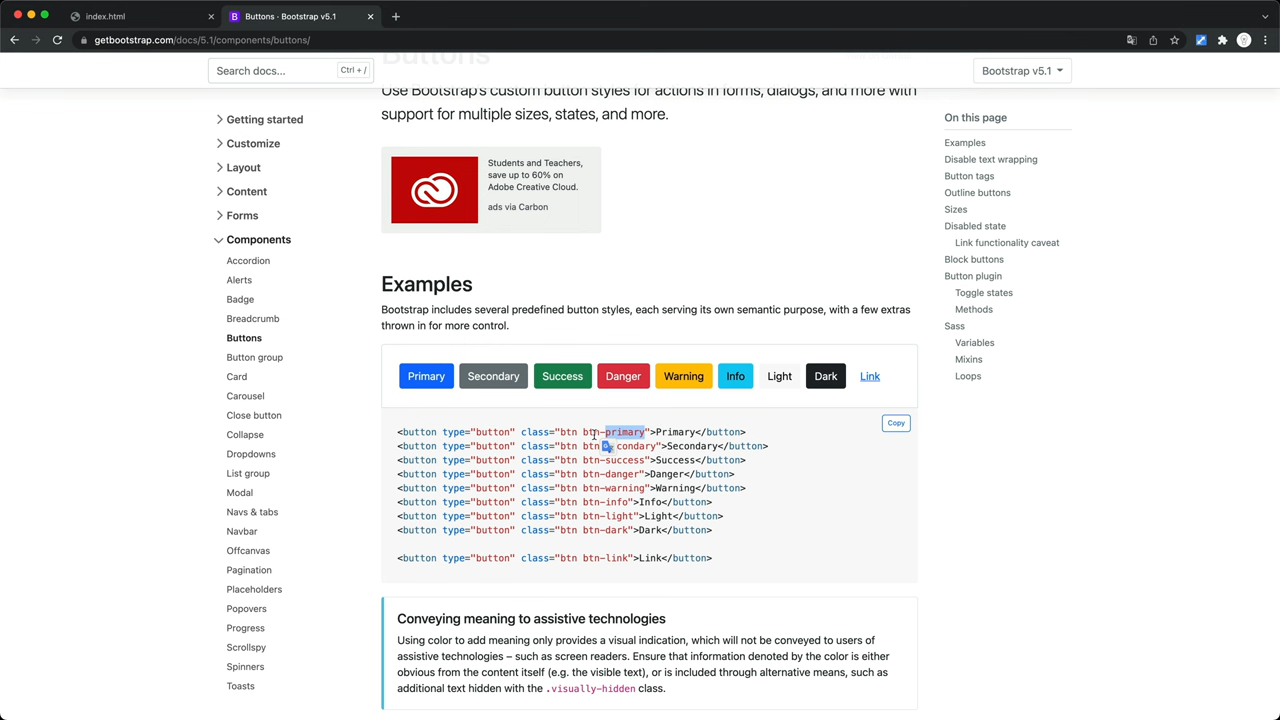 index.html
Buttons · Bootstrap v5.1
getbootstrap.com/docs/5.1/components/buttons/
Buttons
Search docs...
Ctrl + /
Bootstrap v5.1
Use Bootstrap's custom button styles for actions in forms, dialogs, and more with
support for multiple sizes, states, and more.
Students and Teachers,
save up to 60% on
Adobe Creative Cloud.
ads via Carbon
Getting started
Customize
Layout
Content
Forms
Components
Accordion
Alerts
Badge
Breadcrumb
Buttons
Button group
Card
Carousel
Close button
Collapse
Dropdowns
List group
Modal
Navs & tabs
Navbar
Offcanvas
Pagination
Placeholders
Popovers
Progress
Scrollspy
Spinners
Toasts
Examples
Bootstrap includes several predefined button styles, each serving its own semantic purpose, with a few extras
thrown in for more control.
Primary Secondary Success Danger Warning Info Light Dark Link
Copy
<button type="button" class="btn btn-primary">Primary</button>
<button type="button" class="btn btn condary">Secondary</button>
<button type="button" class="btn btn-success">Success</button>
<button type="button" class="btn btn-danger">Danger</button>
<button type="button" class="btn btn-warning">Warning</button>
<button type="button" class="btn btn-info">Info</button>
<button type="button" class="btn btn-light">Light</button>
<button type="button" class="btn btn-dark">Dark</button>
<button type="button" class="btn btn-link">Link</button>
Conveying meaning to assistive technologies
Using color to add meaning only provides a visual indication, which will not be conveyed to users of
assistive technologies – such as screen readers. Ensure that information denoted by the color is either
obvious from the content itself (e.g. the visible text), or is included through alternative means, such as
additional text hidden with the .visually-hidden class.
On this page
Examples
Disable text wrapping
Button tags
Outline buttons
Sizes
Disabled state
Link functionality caveat
Block buttons
Button plugin
Toggle states
Methods
Sass
Variables
Mixins
Loops